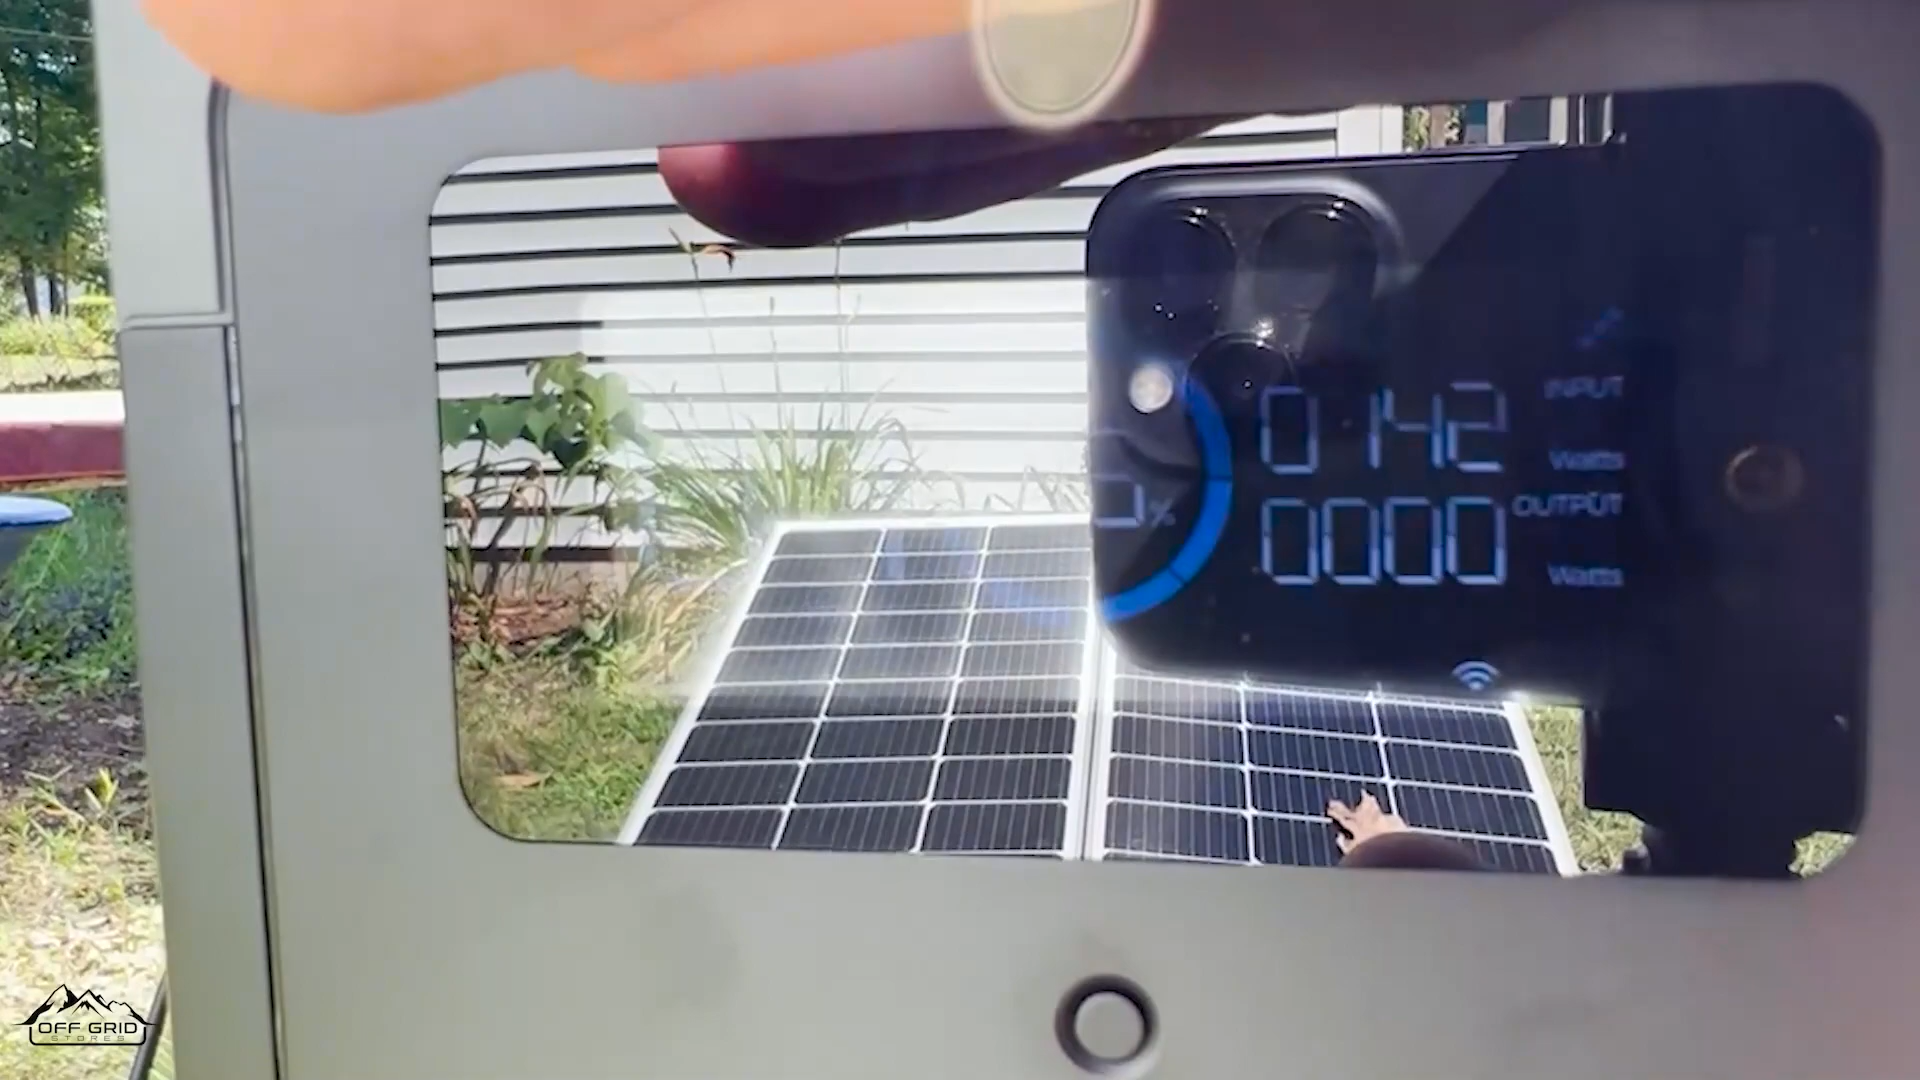 INPUT
0142
Watts
%
OUTPUT
0000
Watts
OFF GRID
STORES